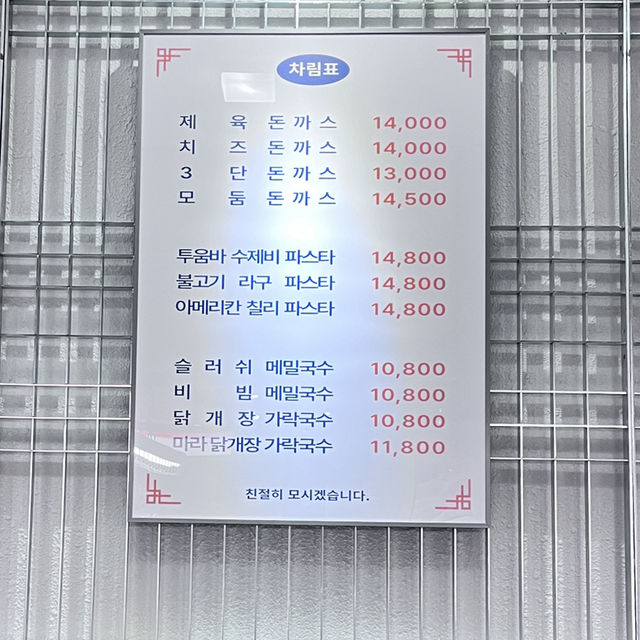 차림표
제육돈까스 14,000
치즈돈까스 14,000
3단돈까스 13,000
모둠돈까스 14,500
투움바 수제비 파스타 14,800
불고기 라구 파스타 14,800
아메리칸 칠리 파스타 14,800
슬러쉬 메밀국수 10,800
비빔 메밀국수 10,800
닭개장 가락국수 10,800
마라 닭개장 가락국수 11,800
친절히 모시겠습니다.